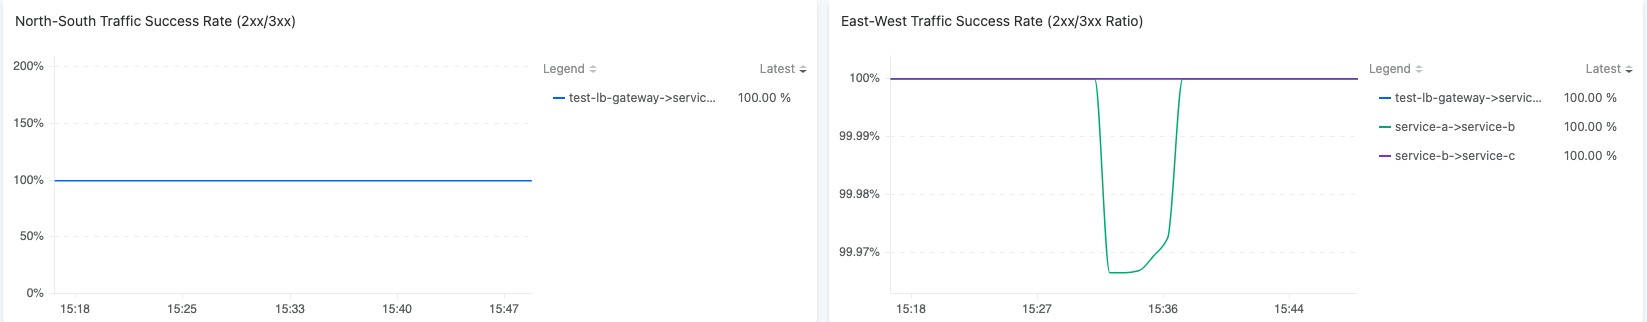 North-South Traffic Success Rate (2xx/3xx)
200%
150%
100%
50%
0%
15:18 15:25 15:33 15:40 15:47
Legend Latest
test-lb-gateway->servic... 100.00 %
East-West Traffic Success Rate (2xx/3xx Ratio)
100%
99.99%
99.98%
99.97%
15:18 15:27 15:36 15:44
Legend Latest
test-lb-gateway->servic... 100.00 %
service-a->service-b 100.00 %
service-b->service-c 100.00 %